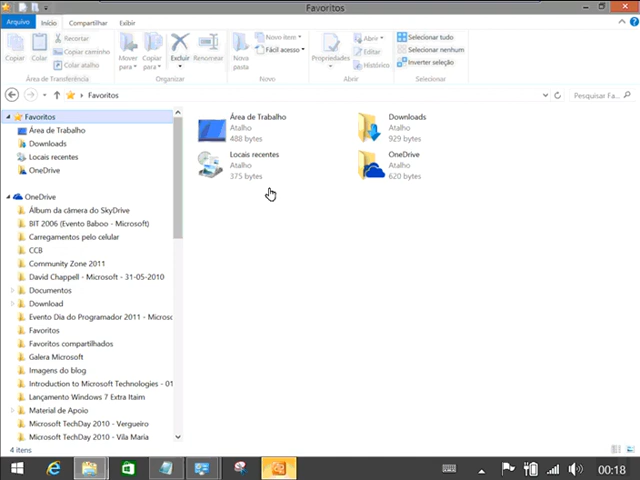 Favoritos
Arquivo Início Compartilhar Exibir
Copiar Colar Recortar Copiar caminho Colar atalho
Mover para Copiar para Excluir Renomear
Nova pasta Novo item Fácil acesso
Propriedades Abrir Editar Histórico
Selecionar tudo Selecionar nenhum Inverter seleção
Área de Transferência Organizar Novo Abrir Selecionar
Favoritos
Pesquisar Fa...
Favoritos
Área de Trabalho
Downloads
Locais recentes
OneDrive
OneDrive
Álbum da câmera do SkyDrive
BIT 2006 (Evento Baboo - Microsoft)
Carregamentos pelo celular
CCB
Community Zone 2011
David Chappell - Microsoft - 31-05-2010
Documentos
Download
Evento Dia do Programador 2011 - Microsc
Favoritos
Favoritos compartilhados
Galera Microsoft
Imagens do blog
Introduction to Microsoft Technologies - 01
Lançamento Windows 7 Extra Itaim
Material de Apoio
Microsoft TechDay 2010 - Vergueiro
Microsoft TechDay 2010 - Vila Maria
Área de Trabalho
Atalho
488 bytes
Downloads
Atalho
929 bytes
Locais recentes
Atalho
375 bytes
OneDrive
Atalho
620 bytes
4 itens
00:18